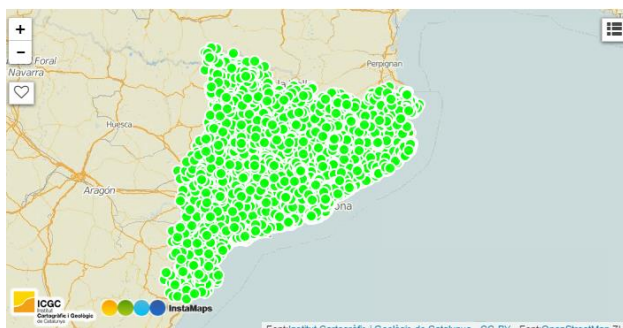 +
Perpignan
-
Navarra
Huesca
Aragón
ona
ICGC
Institut
Cartogràfic i Geològic
de Catalunya
InstaMaps
Font:Institut Cartogràfic i Geològic de Catalunya CC-BY , Font:OpenStreetMap